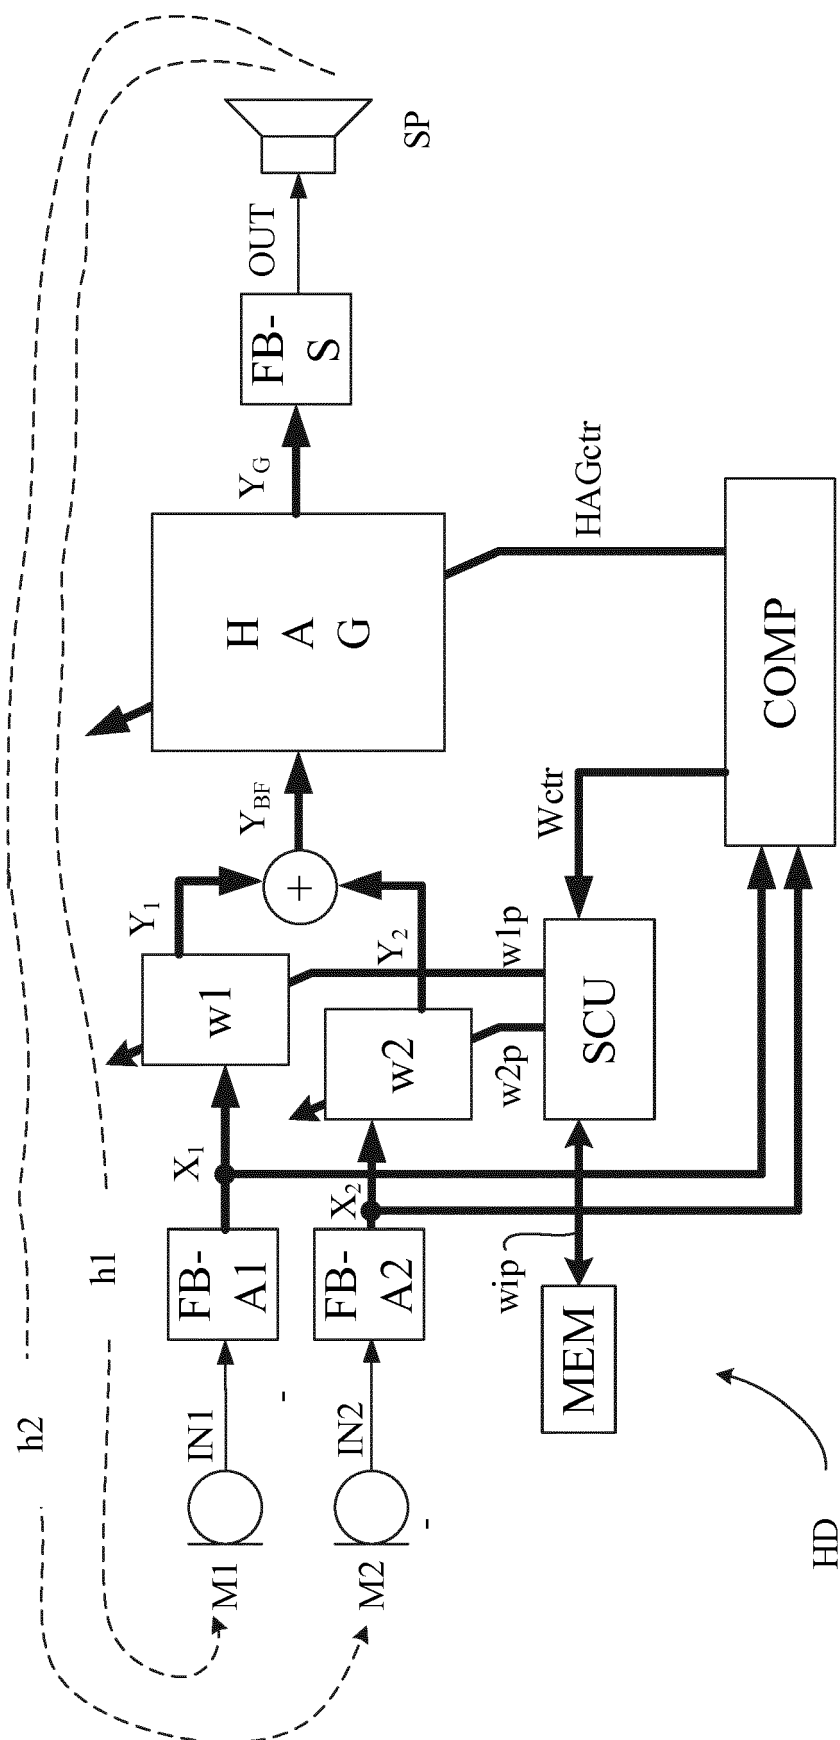 h2
h1
M1
IN1
FB-
A1
X1
w1
Y1
M2
IN2
FB-
A2
X2
w2
Y2
+
YBF
H
A
G
YG
FB-
S
OUT
SP
MEM
wip
SCU
w2p
w1p
Wctr
HAGctr
COMP
HD